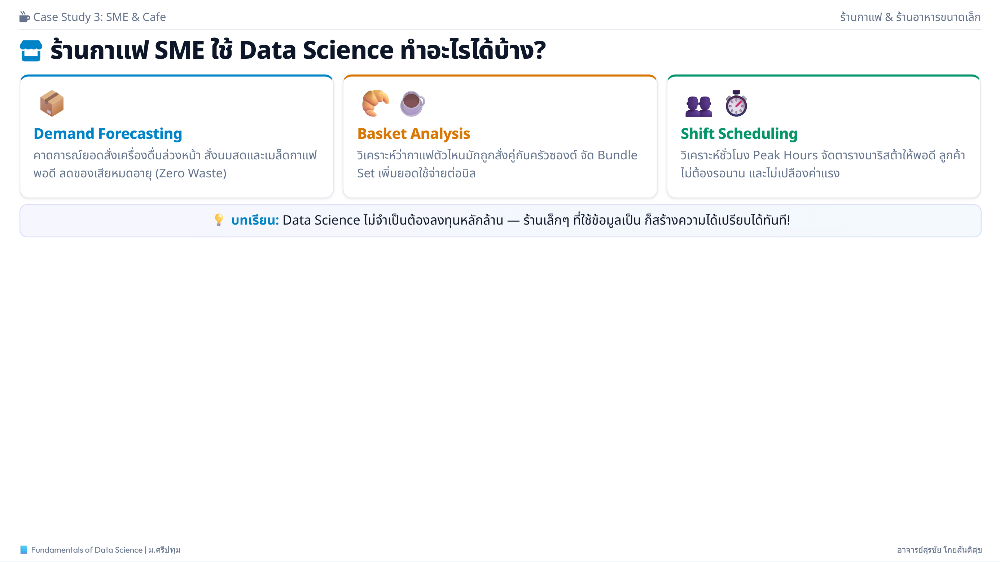 Case Study 3: SME & Cafe
ร้านกาแฟ & ร้านอาหารขนาดเล็ก
ร้านกาแฟ SME ใช้ Data Science ทำอะไรได้บ้าง?
Demand Forecasting
คาดการณ์ยอดสั่งเครื่องดื่มล่วงหน้า สั่งนมสดและเมล็ดกาแฟ
พอดี ลดของเสียหมดอายุ (Zero Waste)
Basket Analysis
วิเคราะห์ว่ากาแฟตัวไหนมักถูกสั่งคู่กับครัวซองต์ จัด Bundle
Set เพิ่มยอดใช้จ่ายต่อบิล
Shift Scheduling
วิเคราะห์ชั่วโมง Peak Hours จัดตารางบาริสต้าให้พอดี ลูกค้า
ไม่ต้องรอนาน และไม่เปลืองค่าแรง
💡 บทเรียน: Data Science ไม่จำเป็นต้องลงทุนหลักล้าน — ร้านเล็กๆ ที่ใช้ข้อมูลเป็น ก็สร้างความได้เปรียบได้ทันที!
📘 Fundamentals of Data Science | ม.ศรีปทุม
อาจารย์สุรชัย โกยสันติสุข